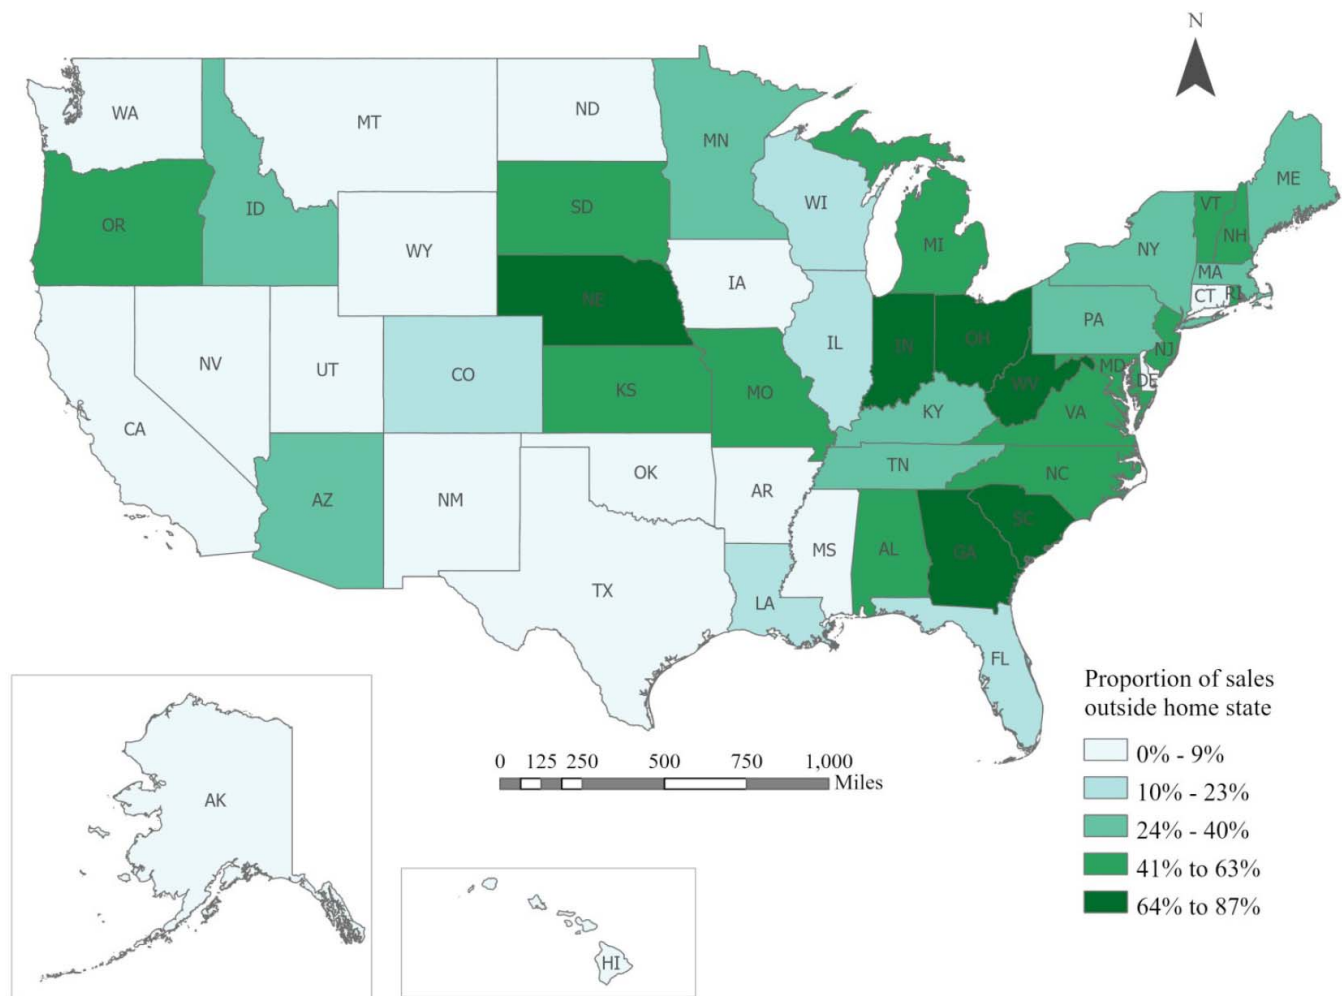 N
WA
MT
ND
MN
ME
OR
ID
SD
WI
VT
NH
WY
MI
NY
MA
IA
CT
RI
NE
PA
NV
UT
CO
IL
IN
OH
NJ
MD
DE
KS
MO
WV
VA
CA
KY
TN
NC
AZ
NM
OK
AR
SC
MS
AL
GA
TX
LA
FL
Proportion of sales
outside home state
0% - 9%
10% - 23%
24% - 40%
41% to 63%
64% to 87%
0 125 250 500 750 1,000
Miles
AK
HI